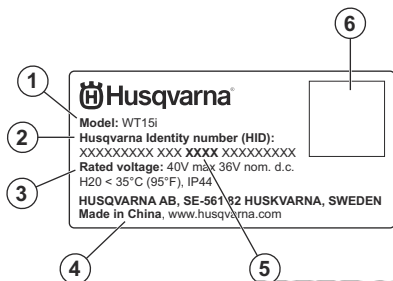 6
1
Husqvarna
Model: WT15i
2
Husqvarna Identity number (HID):
XXXXXXXXX XXX XXXX XXXXXXXXX
Rated voltage: 40V max 36V nom. d.c.
3
H20 < 35°C (95°F), IP44
HUSQVARNA AB, SE-561 82 HUSKVARNA, SWEDEN
Made in China, www.husqvarna.com
4
5